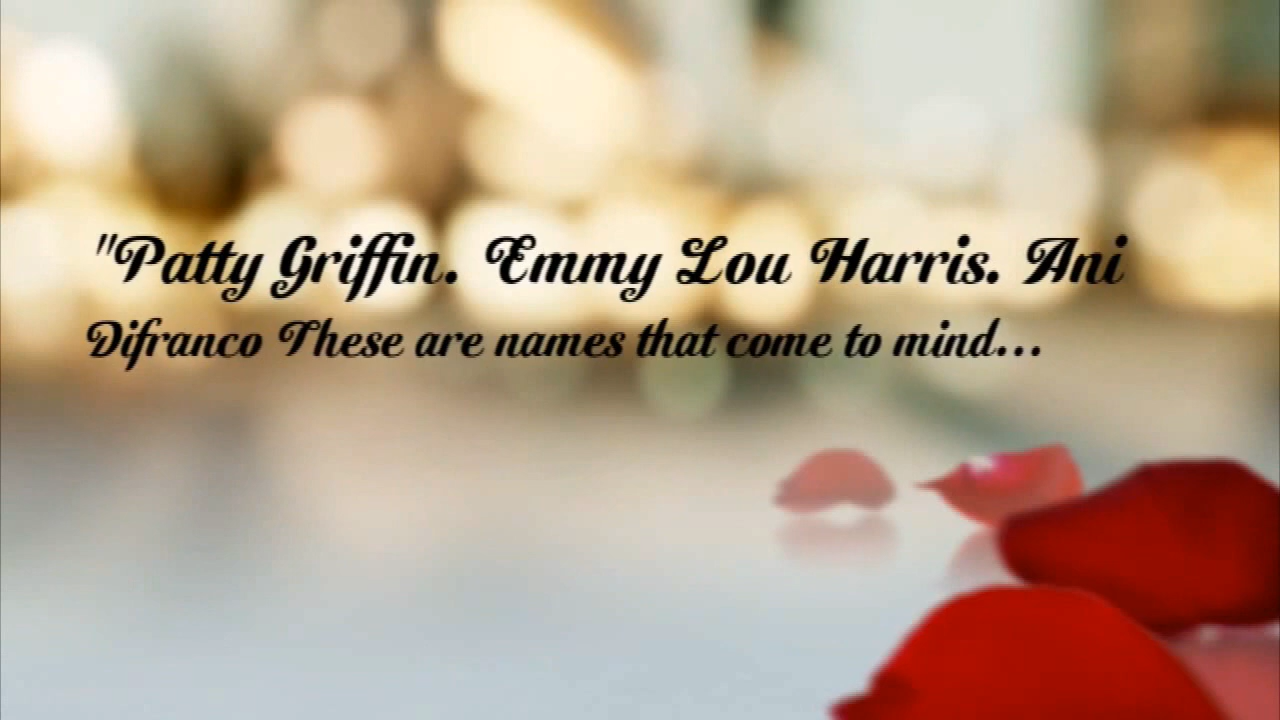 "Patty Griffin. Emmy Lou Harris. Ani
Difranco These are names that come to mind...